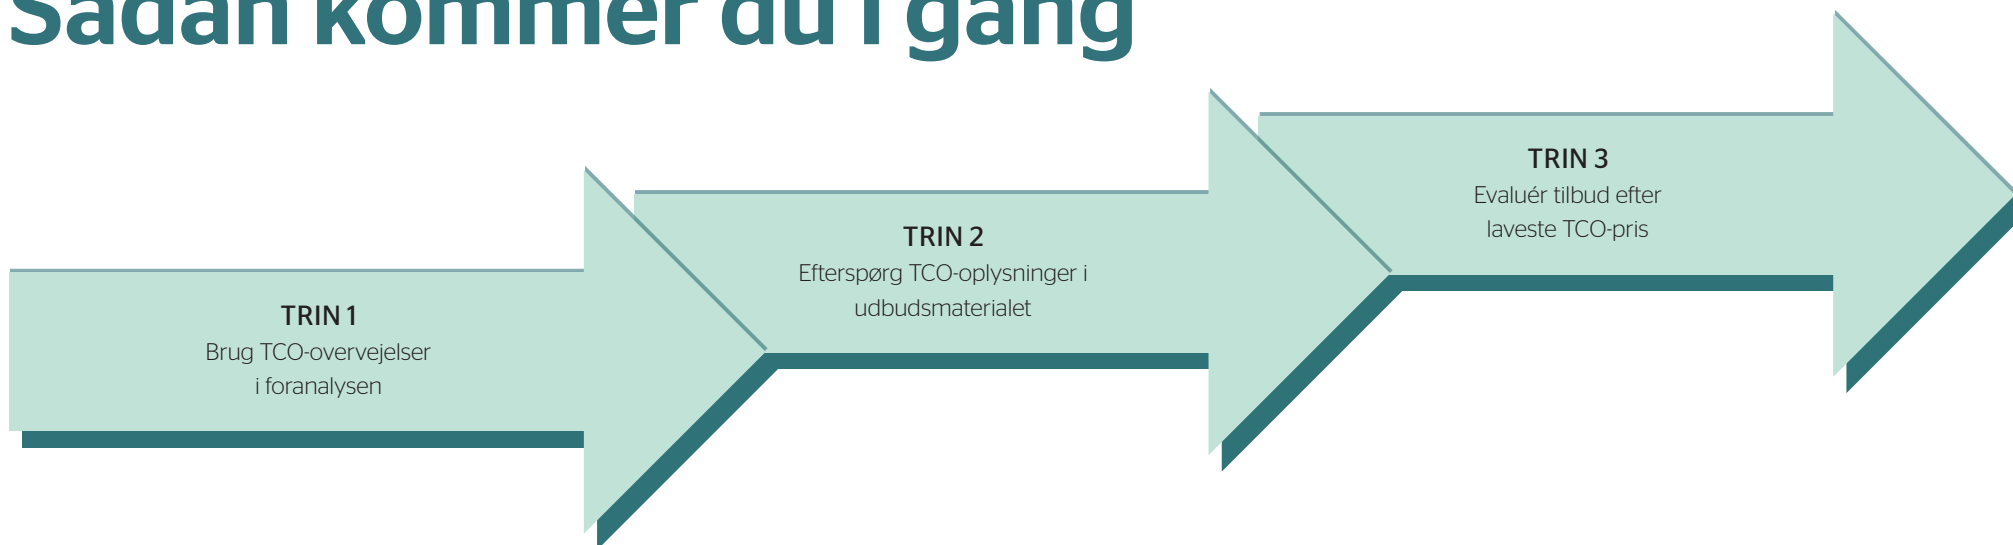 Sådan kommer du i gang
TRIN 1
Brug TCO-overvejelser
i foranalysen
TRIN 2
Efterspørg TCO-oplysninger i
udbudsmaterialet
TRIN 3
Evaluér tilbud efter
laveste TCO-pris